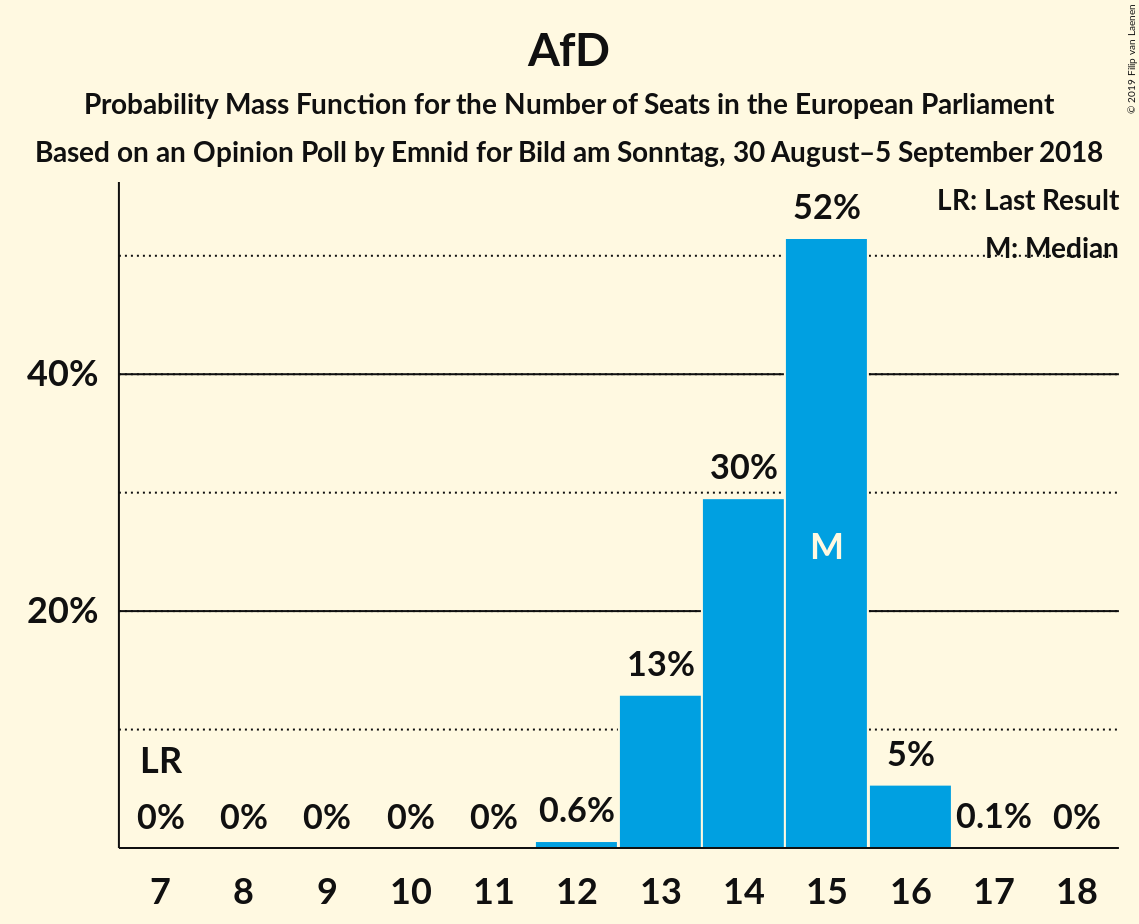 AfD
Probability Mass Function for the Number of Seats in the European Parliament
Based on an Opinion Poll by Emnid for Bild am Sonntag, 30 August–5 September 2018
© 2019 Filip van Laenen
LR: Last Result
M: Median
52%
40%
30%
M
20%
13%
LR
5%
0% 0% 0% 0% 0% 0.6% 0.1% 0%
7 8 9 10 11 12 13 14 15 16 17 18